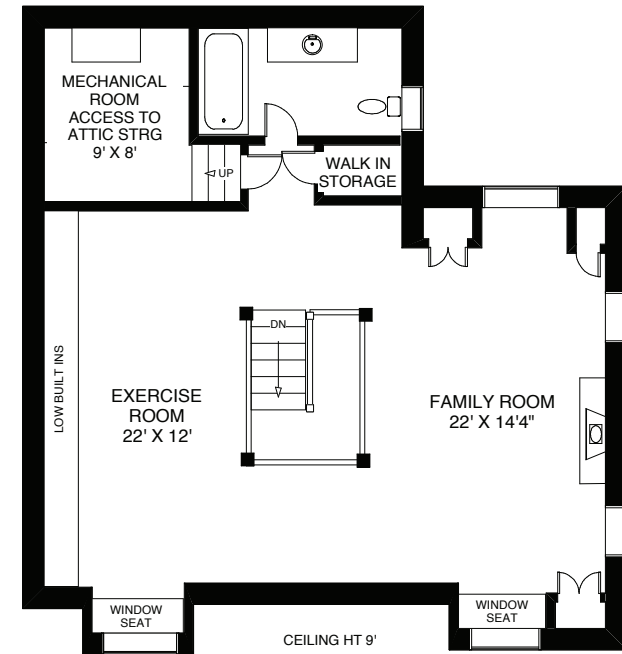 MECHANICAL
ROOM
ACCESS TO
ATTIC STRG
9' X 8'
UP
WALK IN
STORAGE
DN
LOW BUILT INS
EXERCISE
ROOM
22' X 12'
FAMILY ROOM
22' X 14'4"
WINDOW
SEAT
WINDOW
SEAT
CEILING HT 9'